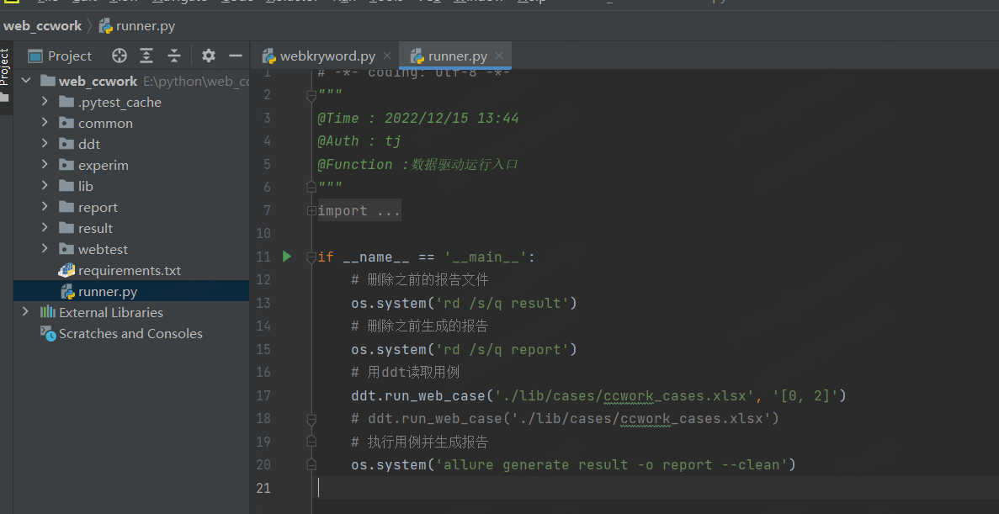 web_ccwork
runner.py
Project
Project
webkryword.py
runner.py
web_ccwork E:\python\web_cc
.pytest_cache
common
ddt
experim
lib
report
result
webtest
requirements.txt
runner.py
External Libraries
Scratches and Consoles
1 # -*- coding: utf-8 -*-
2 """
3 @Time : 2022/12/15 13:44
4 @Auth : tj
5 @Function :数据驱动运行入口
6 """
7 import ...
10
11 if __name__ == '__main__':
12 # 删除之前的报告文件
13 os.system('rd /s/q result')
14 # 删除之前生成的报告
15 os.system('rd /s/q report')
16 # 用ddt读取用例
17 ddt.run_web_case('./lib/cases/ccwork_cases.xlsx', '[0, 2]')
18 # ddt.run_web_case('./lib/cases/ccwork_cases.xlsx')
19 # 执行用例并生成报告
20 os.system('allure generate result -o report --clean')
21